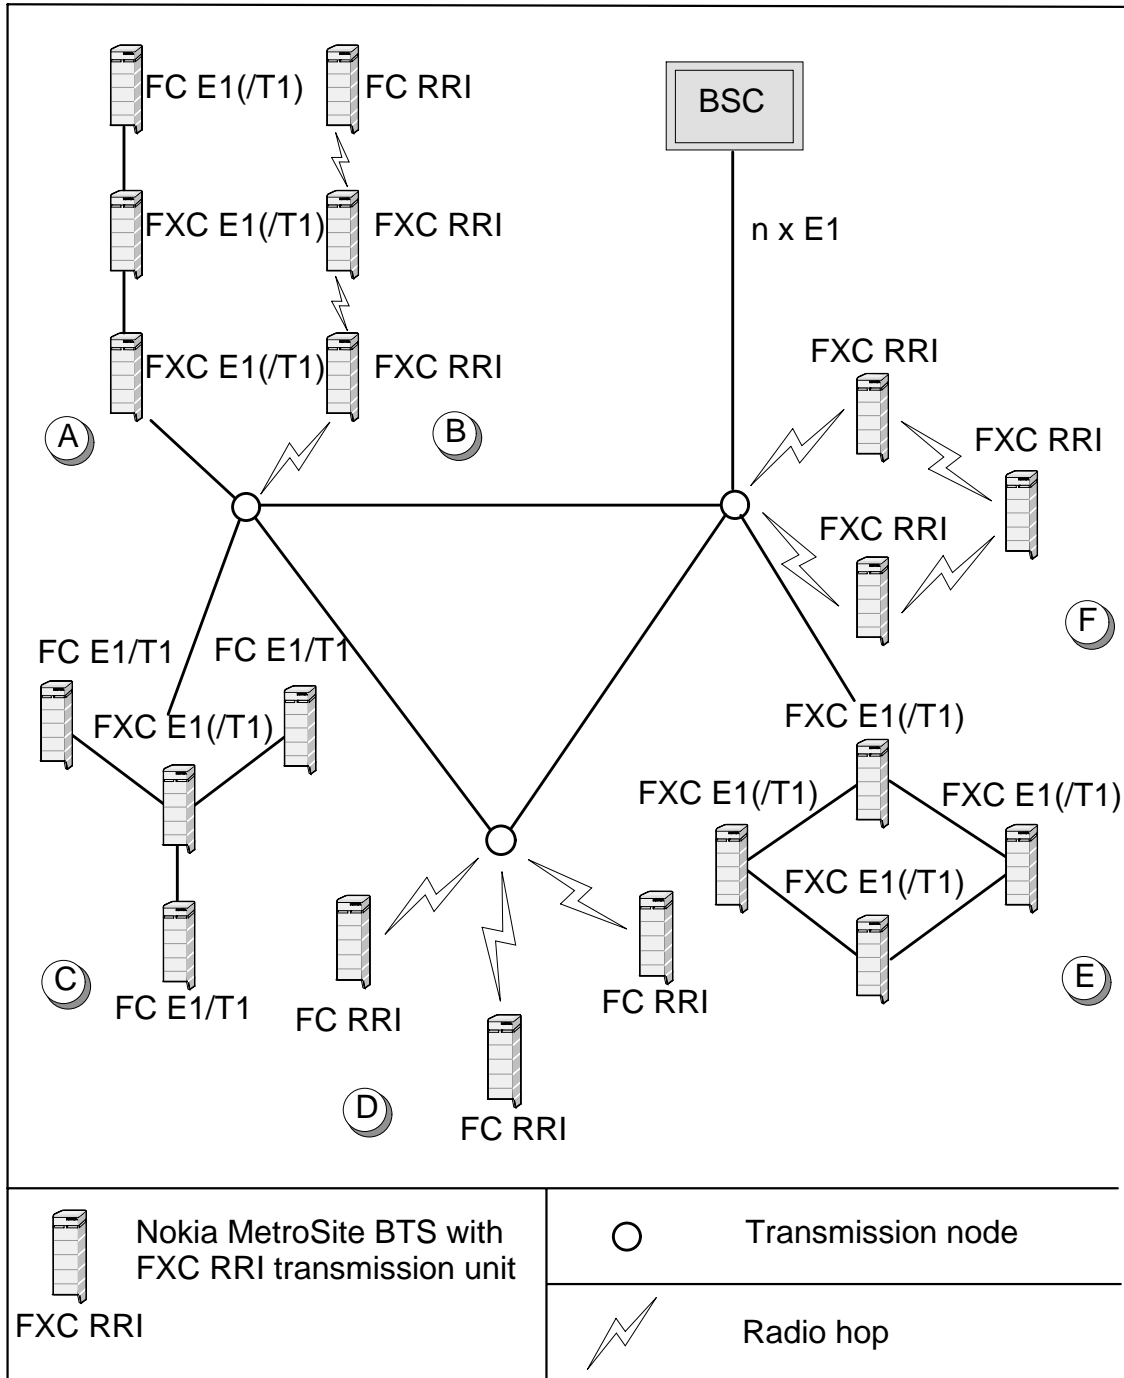 FC E1(/T1)
FC RRI
BSC
FXC E1(/T1)
FXC RRI
n x E1
FXC E1(/T1)
FXC RRI
FXC RRI
A
B
FXC RRI
FXC RRI
F
FC E1/T1
FC E1/T1
FXC E1(/T1)
FXC E1(/T1)
FXC E1(/T1)
FXC E1(/T1)
FXC E1(/T1)
C
FC E1/T1
E
FC RRI
FC RRI
D
FC RRI
Nokia MetroSite BTS with
FXC RRI transmission unit
FXC RRI
Transmission node
Radio hop